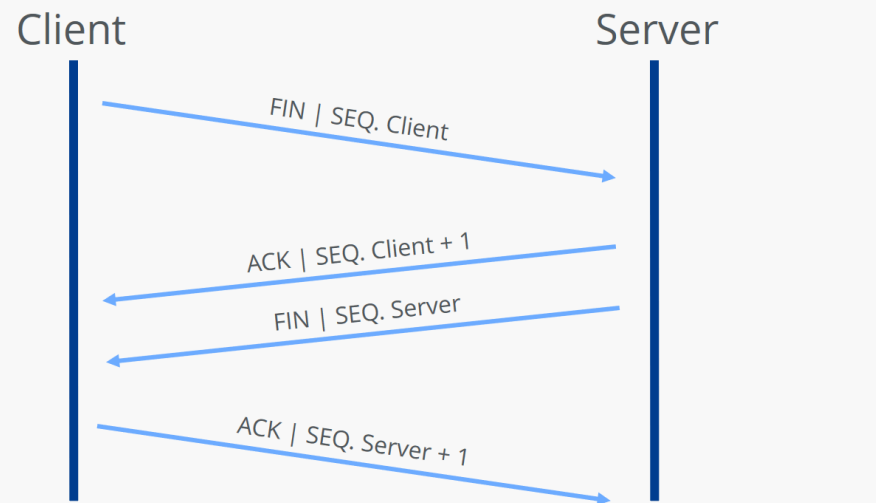 Client
Server
FIN | SEQ. Client
ACK | SEQ. Client + 1
FIN | SEQ. Server
ACK | SEQ. Server + 1